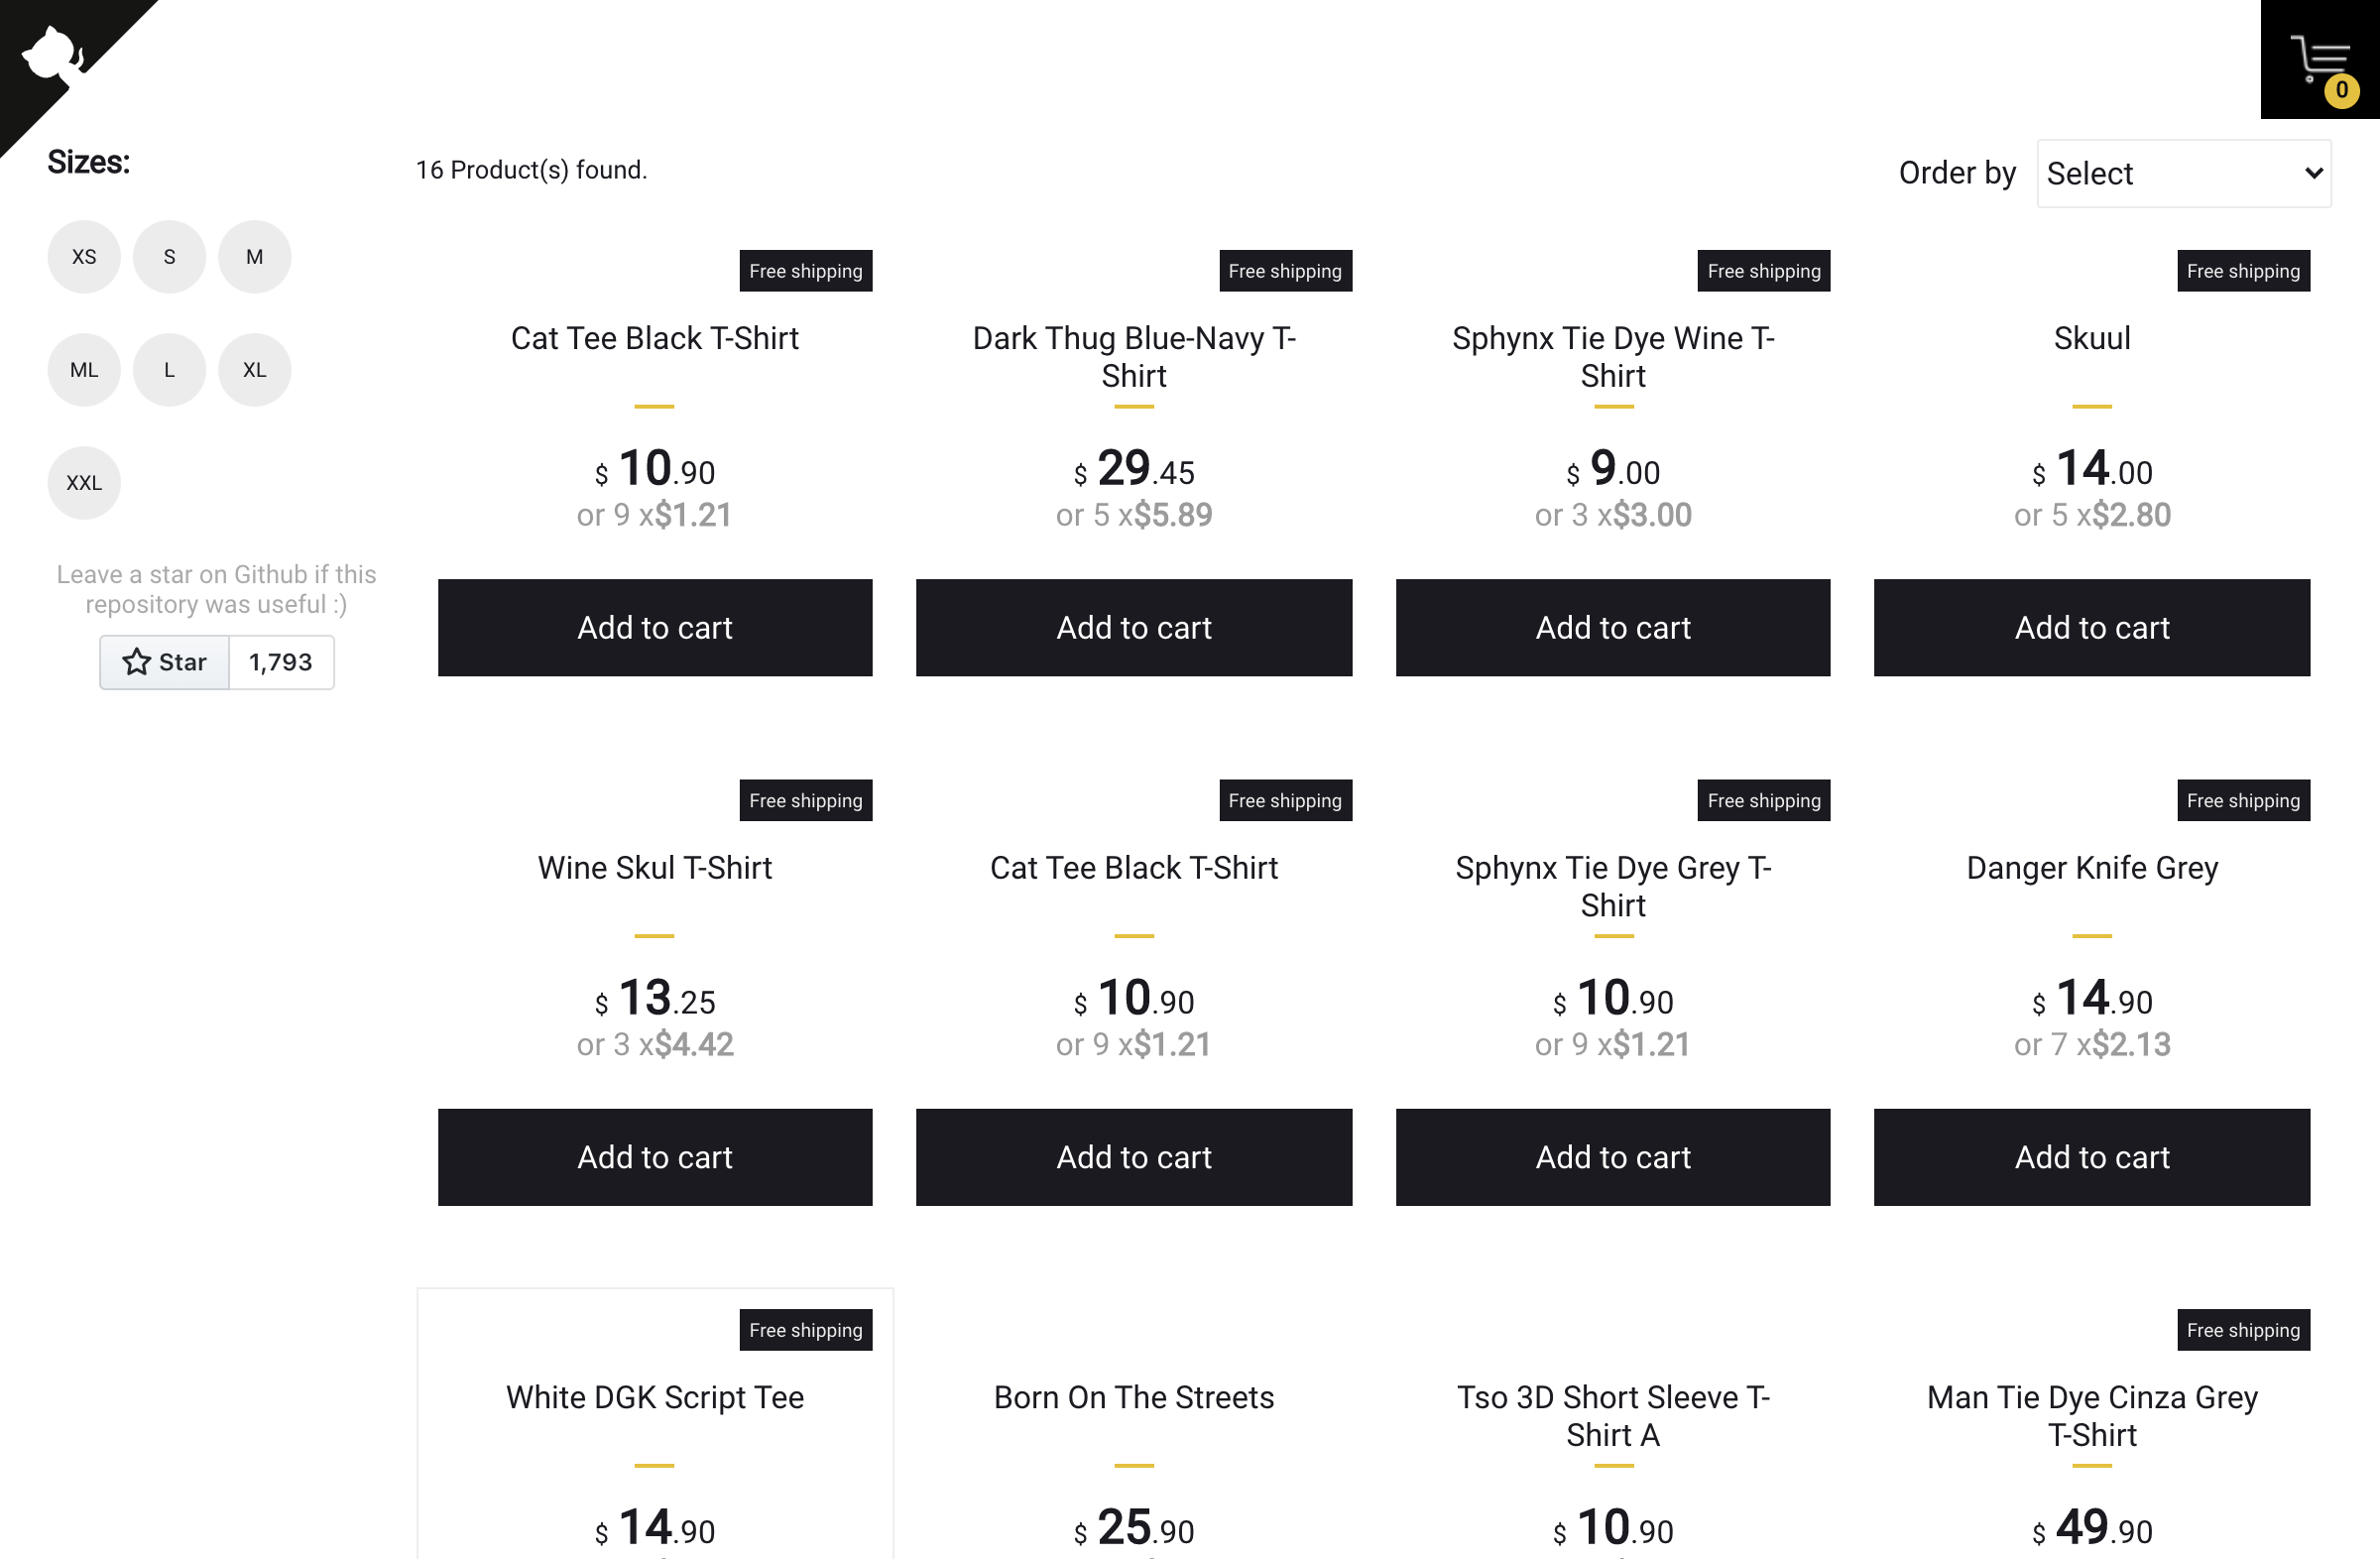 0
Sizes:
16 Product(s) found.
Order by
Select
XS
S
M
ML
L
XL
XXL
Leave a star on Github if this
repository was useful :)
Star
1,793
Free shipping
Cat Tee Black T-Shirt
$ 10.90
or 9 x$1.21
Add to cart
Free shipping
Dark Thug Blue-Navy T-
Shirt
$ 29.45
or 5 x$5.89
Add to cart
Free shipping
Sphynx Tie Dye Wine T-
Shirt
$ 9.00
or 3 x$3.00
Add to cart
Free shipping
Skuul
$ 14.00
or 5 x$2.80
Add to cart
Free shipping
Wine Skul T-Shirt
$ 13.25
or 3 x$4.42
Add to cart
Free shipping
Cat Tee Black T-Shirt
$ 10.90
or 9 x$1.21
Add to cart
Free shipping
Sphynx Tie Dye Grey T-
Shirt
$ 10.90
or 9 x$1.21
Add to cart
Free shipping
Danger Knife Grey
$ 14.90
or 7 x$2.13
Add to cart
Free shipping
White DGK Script Tee
$ 14.90
Born On The Streets
$ 25.90
Tso 3D Short Sleeve T-
Shirt A
$ 10.90
Free shipping
Man Tie Dye Cinza Grey
T-Shirt
$ 49.90